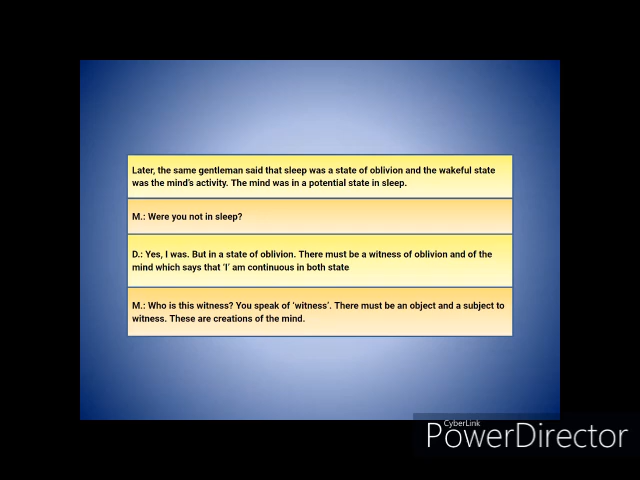 Later, the same gentleman said that sleep was a state of oblivion and the wakeful state
was the mind's activity. The mind was in a potential state in sleep.
M.: Were you not in sleep?
D.: Yes, I was. But in a state of oblivion. There must be a witness of oblivion and of the
mind which says that 'I' am continuous in both state
M.: Who is this witness? You speak of 'witness'. There must be an object and a subject to
witness. These are creations of the mind.
CyberLink
PowerDirector